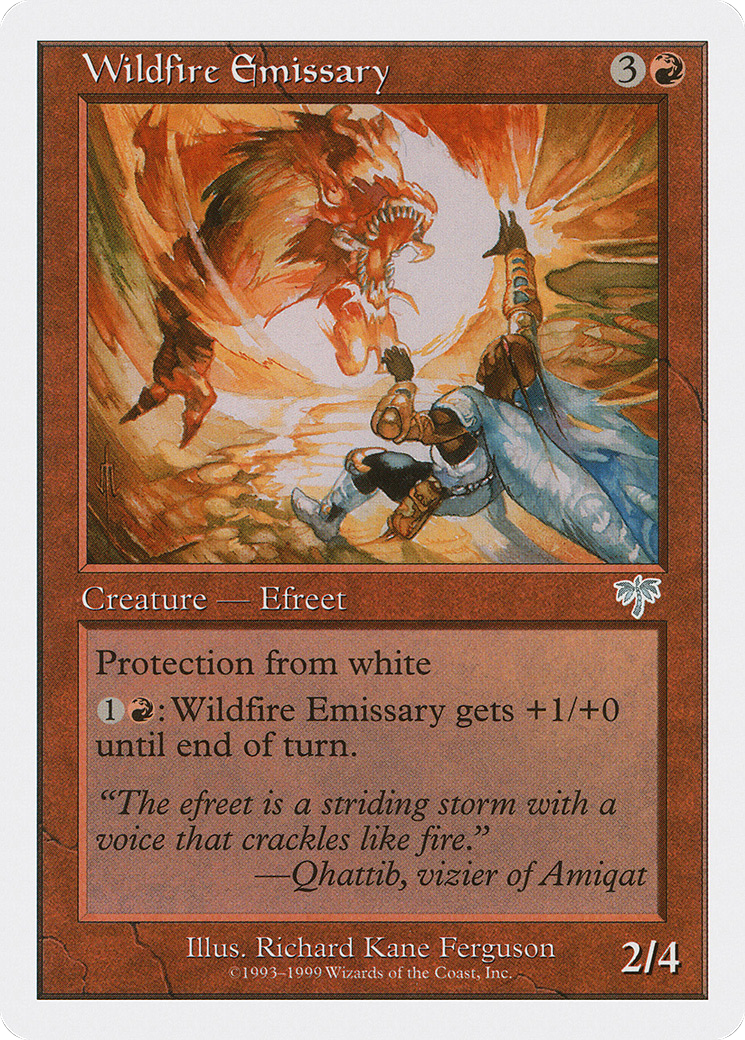 Wildfire Emissary 3
Creature — Efreet
Protection from white
1 : Wildfire Emissary gets +1/+0
until end of turn.
“The efreet is a striding storm with a
voice that crackles like fire.”
—Qhattib, vizier of Amiqat
Illus. Richard Kane Ferguson
©1993–1999 Wizards of the Coast, Inc.
2/4